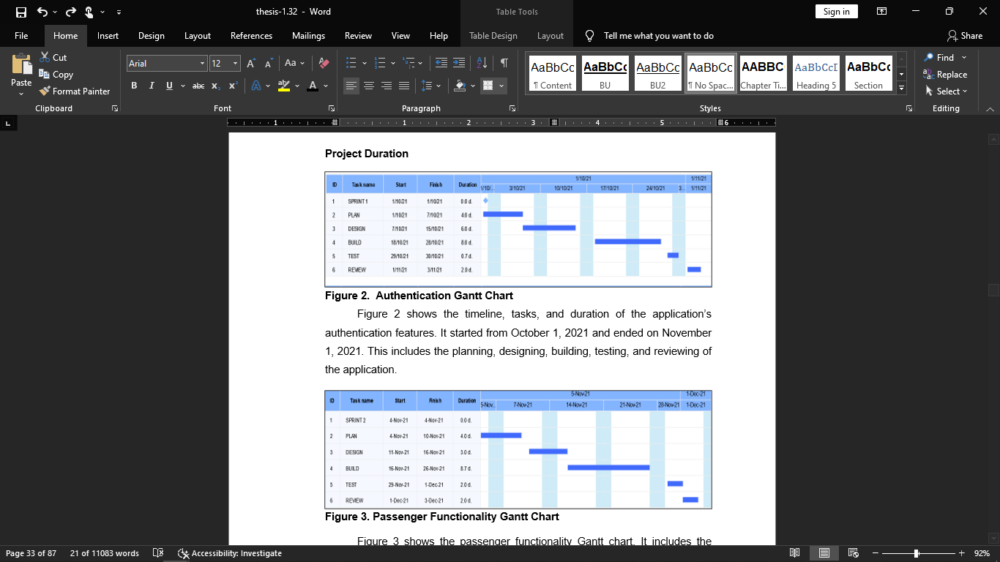 thesis-1.32 - Word
Table Tools
Sign in
File Home Insert Design Layout References Mailings Review View Help Table Design Layout Tell me what you want to do Share
Paste
Cut
Copy
Format Painter
Clipboard
Arial 12
Font
Paragraph
AaBbCc AaBbCc AaBbCc AaBbCc AABBC AaBbCcD AaBbCc
¶ Content BU BU2 ¶ No Spac... Chapter Ti... Heading 5 Section
Styles
Find
Replace
Select
Editing
1 1 2 3 4 5 6
Project Duration
ID Task name Start Finish Duration
1/10/21 1/11/21
1/10/... 3/10/21 10/10/21 17/10/21 24/10/21 3... 1/11/21
1 SPRINT 1 1/10/21 1/10/21 0.0 d.
2 PLAN 1/10/21 7/10/21 4.0 d.
3 DESIGN 7/10/21 15/10/21 6.0 d.
4 BUILD 18/10/21 28/10/21 8.0 d.
5 TEST 29/10/21 30/10/21 0.7 d.
6 REVIEW 1/11/21 3/11/21 2.0 d.
Figure 2. Authentication Gantt Chart
Figure 2 shows the timeline, tasks, and duration of the application’s
authentication features. It started from October 1, 2021 and ended on November
1, 2021. This includes the planning, designing, building, testing, and reviewing of
the application.
ID Task name Start Finish Duration
5-Nov-21 1-Dec-21
5-Nov... 7-Nov-21 14-Nov-21 21-Nov-21 28-Nov-21 1-Dec-21
1 SPRINT 2 4-Nov-21 4-Nov-21 0.0 d.
2 PLAN 4-Nov-21 10-Nov-21 4.0 d.
3 DESIGN 11-Nov-21 16-Nov-21 3.0 d.
4 BUILD 16-Nov-21 26-Nov-21 8.7 d.
5 TEST 29-Nov-21 1-Dec-21 2.0 d.
6 REVIEW 1-Dec-21 3-Dec-21 2.0 d.
Figure 3. Passenger Functionality Gantt Chart
Figure 3 shows the passenger functionality Gantt chart. It includes the
Page 33 of 87 21 of 11083 words Accessibility: Investigate 92%